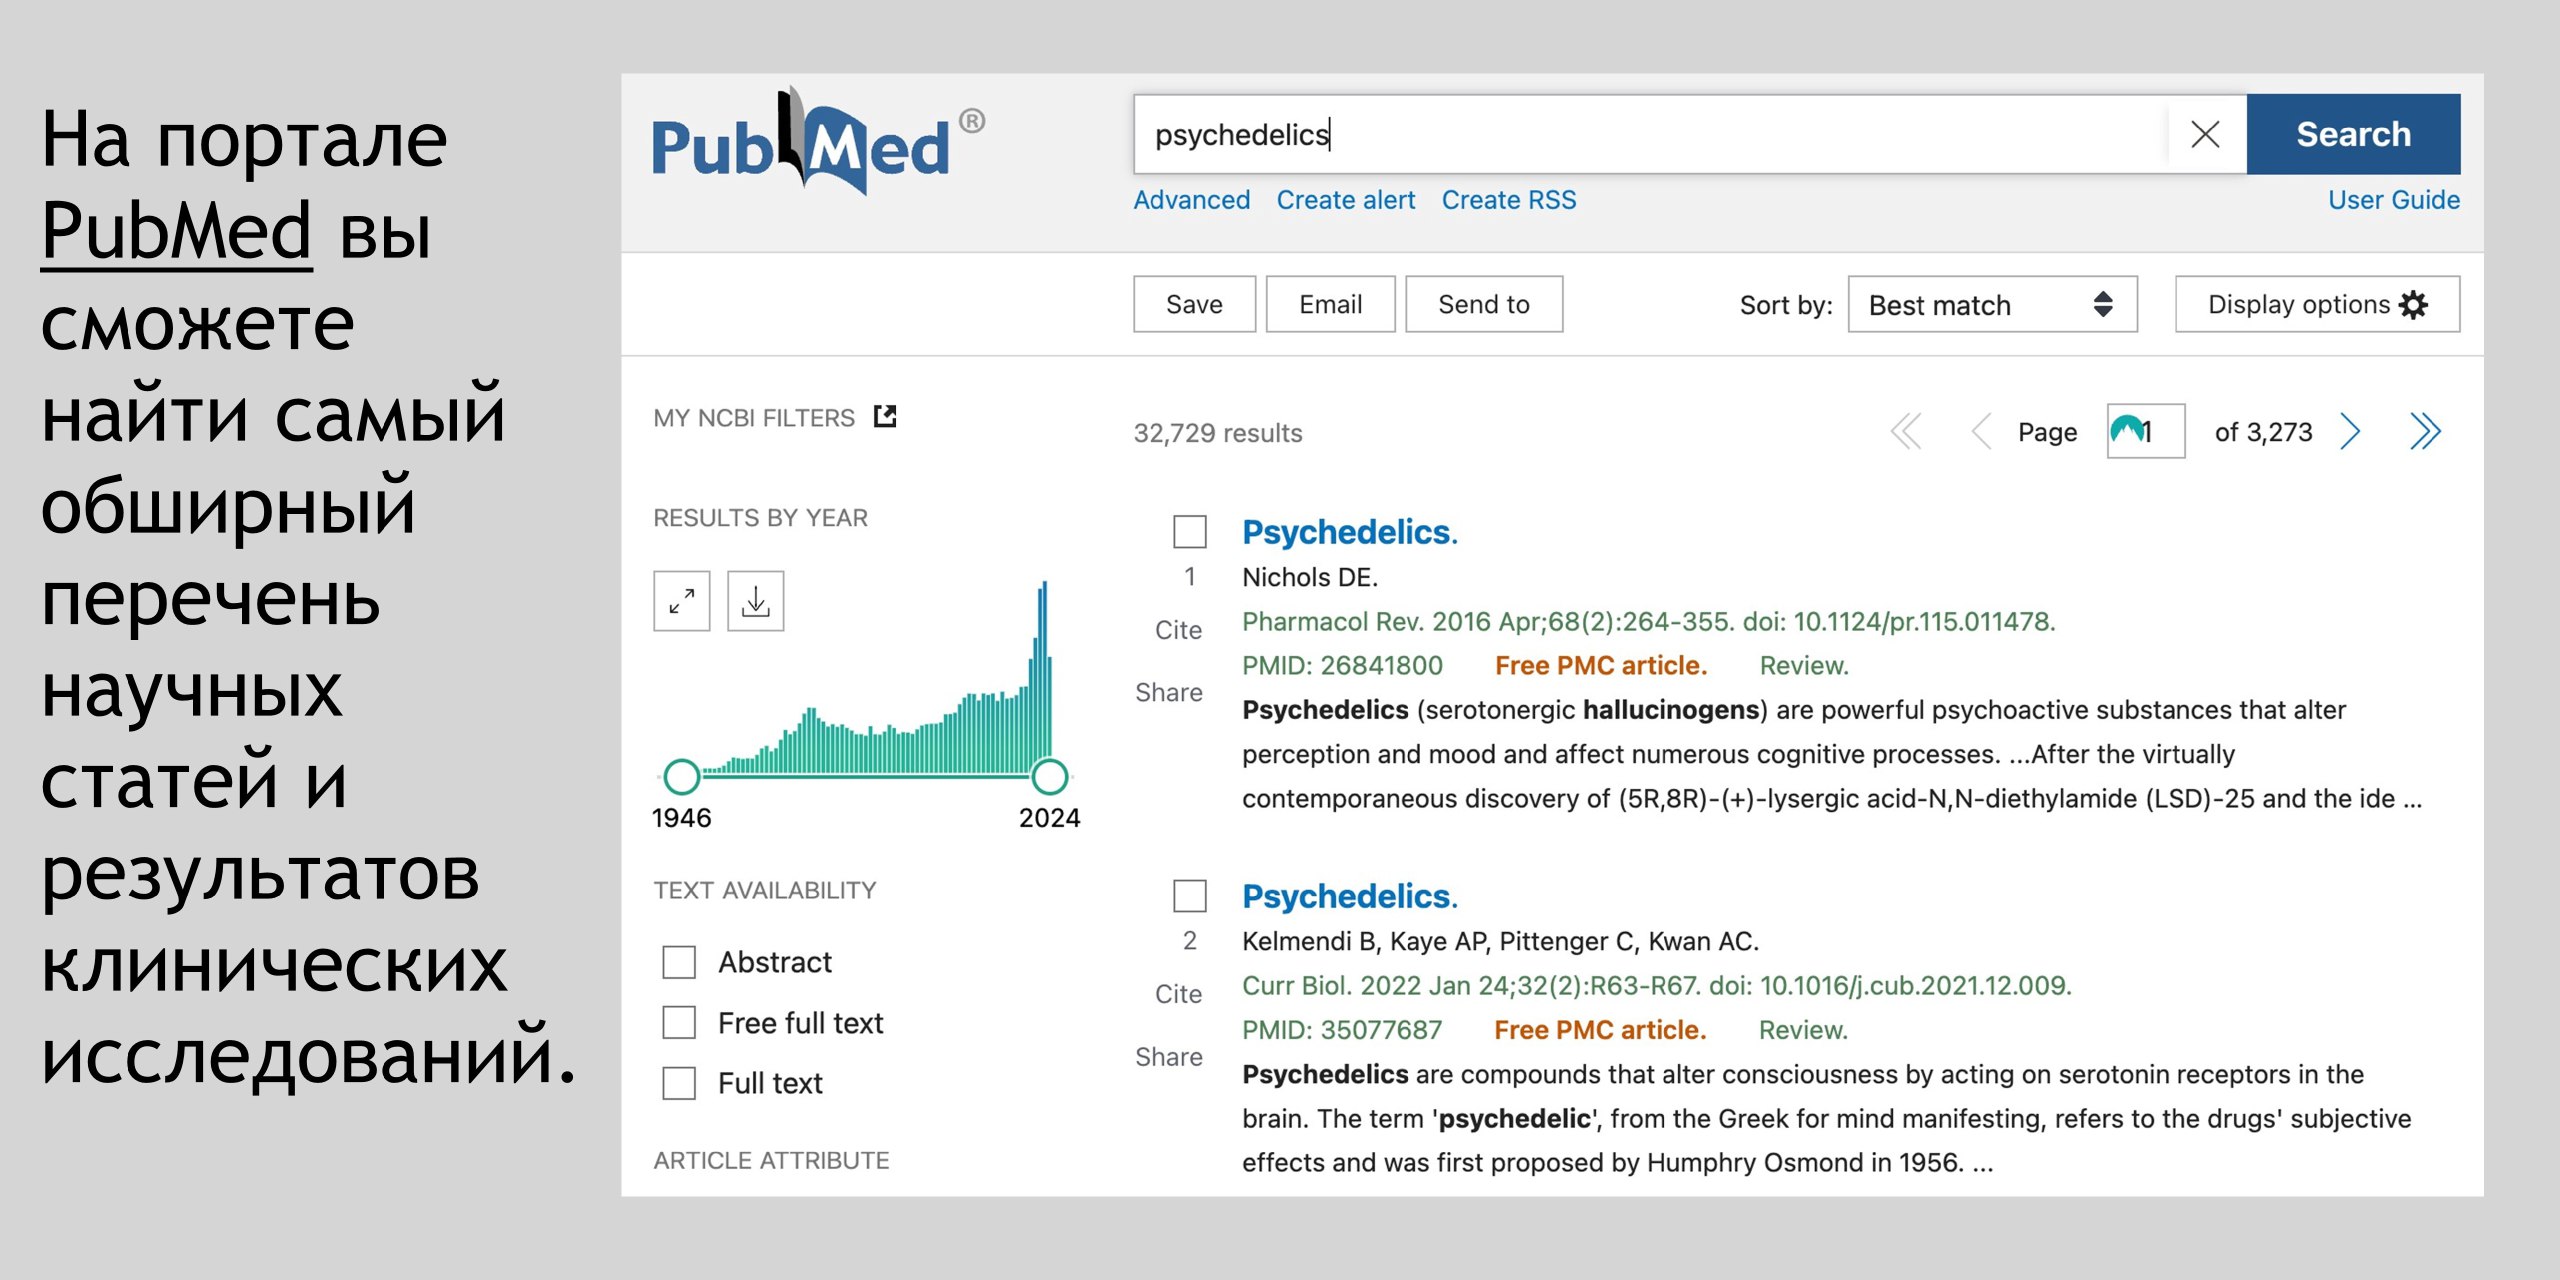 На портале
PubMed вы
сможете
найти самый
обширный
перечень
научных
статей и
результатов
клинических
исследований.
PubMed®
psychedelics
Search
Advanced Create alert Create RSS User Guide
Save Email Send to Sort by: Best match Display options
MY NCBI FILTERS
32,729 results Page 1 of 3,273
RESULTS BY YEAR
1946 2024
TEXT AVAILABILITY
Abstract
Free full text
Full text
ARTICLE ATTRIBUTE
Psychedelics.
1 Nichols DE.
Cite Pharmacol Rev. 2016 Apr;68(2):264-355. doi: 10.1124/pr.115.011478.
PMID: 26841800 Free PMC article. Review.
Share
Psychedelics (serotonergic hallucinogens) are powerful psychoactive substances that alter
perception and mood and affect numerous cognitive processes. ...After the virtually
contemporaneous discovery of (5R,8R)-(+)-lysergic acid-N,N-diethylamide (LSD)-25 and the ide ...
Psychedelics.
2 Kelmendi B, Kaye AP, Pittenger C, Kwan AC.
Cite Curr Biol. 2022 Jan 24;32(2):R63-R67. doi: 10.1016/j.cub.2021.12.009.
PMID: 35077687 Free PMC article. Review.
Share
Psychedelics are compounds that alter consciousness by acting on serotonin receptors in the
brain. The term 'psychedelic', from the Greek for mind manifesting, refers to the drugs' subjective
effects and was first proposed by Humphry Osmond in 1956. ...